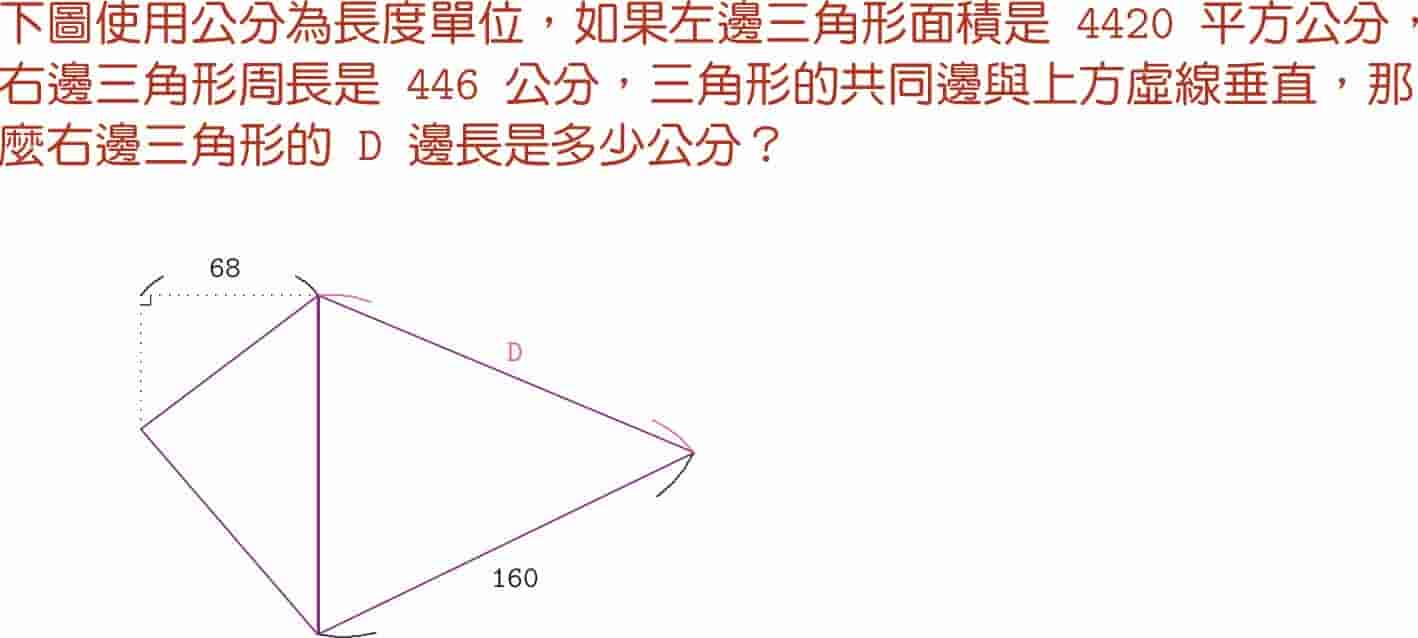 下圖使用公分為長度單位，如果左邊三角形面積是 4420 平方公分，
右邊三角形周長是 446 公分，三角形的共同邊與上方虛線垂直，那
麼右邊三角形的 D 邊長是多少公分？
68
D
160